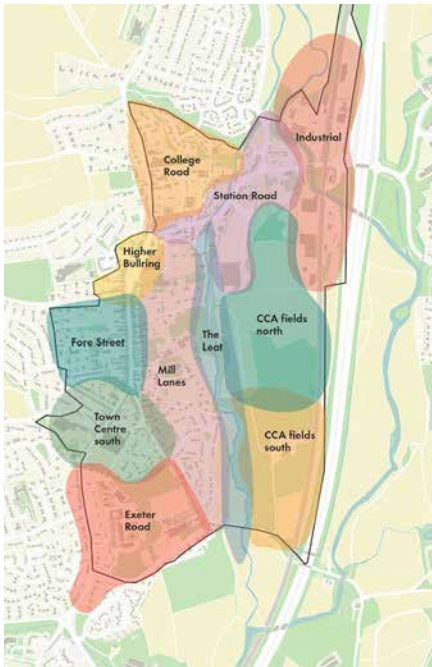 Industrial
College
Road
Station Road
Higher
Bullring
Fore Street
The
Leat
CCA fields
north
Mill
Lanes
Town
Centre
south
CCA fields
south
Exeter
Road